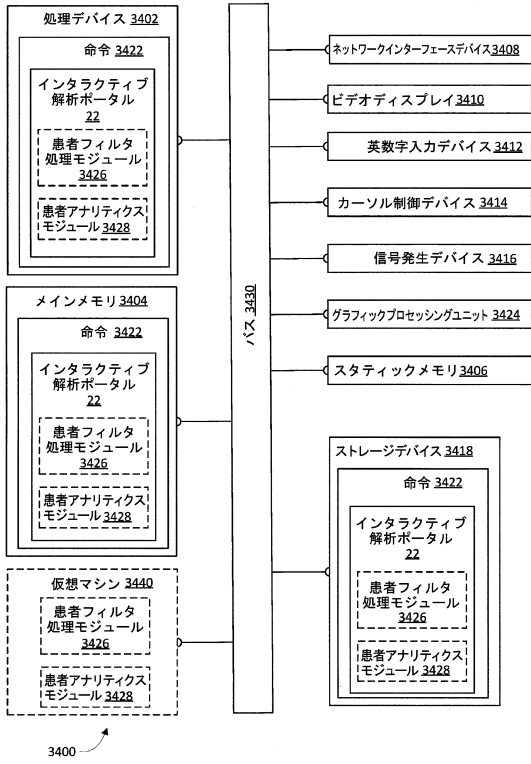 処理デバイス 3402
命令 3422
インタラクティブ
解析ポータル
22
患者フィルタ
処理モジュール
3426
患者アナリティクス
モジュール 3428
メインメモリ 3404
命令 3422
インタラクティブ
解析ポータル
22
患者フィルタ
処理モジュール
3426
患者アナリティクス
モジュール 3428
仮想マシン 3440
患者フィルタ
処理モジュール
3426
患者アナリティクス
モジュール 3428
3400
バス 3430
ネットワークインターフェースデバイス 3408
ビデオディスプレイ 3410
英数字入力デバイス 3412
カーソル制御デバイス 3414
信号発生デバイス 3416
グラフィックプロセッシングユニット 3424
スタティックメモリ 3406
ストレージデバイス 3418
命令 3422
インタラクティブ
解析ポータル
22
患者フィルタ
処理モジュール
3426
患者アナリティクス
モジュール 3428